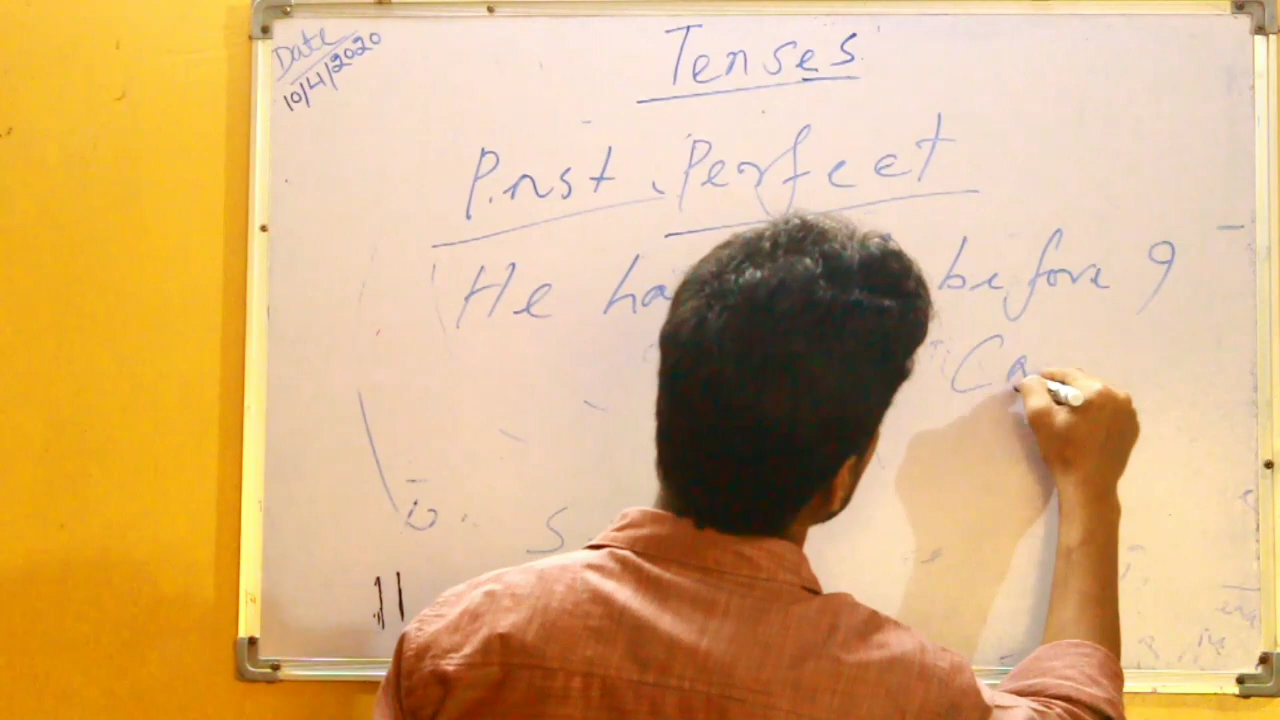 Date
10/4/2020
Tenses
Past Perfect
He ha before 9
Ca
S